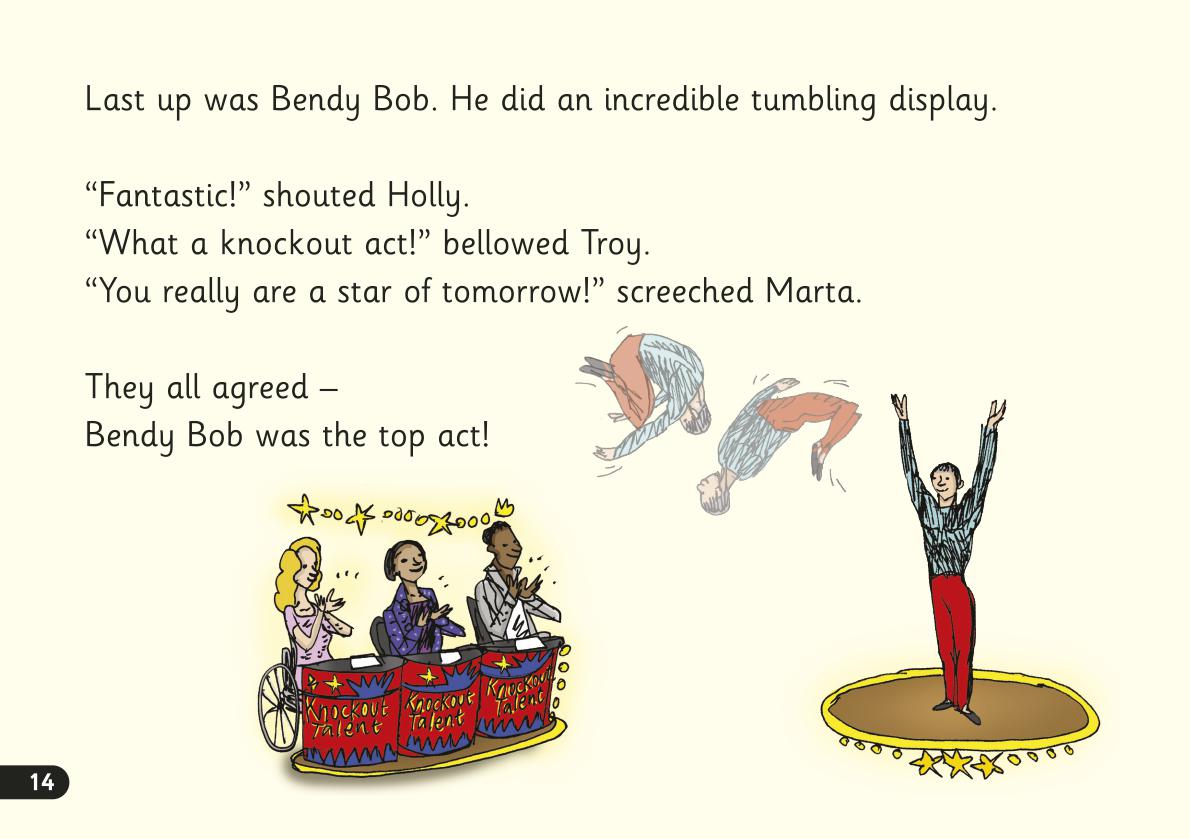 Last up was Bendy Bob. He did an incredible tumbling display.
“Fantastic!” shouted Holly.
“What a knockout act!” bellowed Troy.
“You really are a star of tomorrow!” screeched Marta.
They all agreed –
Bendy Bob was the top act!
Knockout
Talent
Knockout
Talent
Knockout
Talent
14